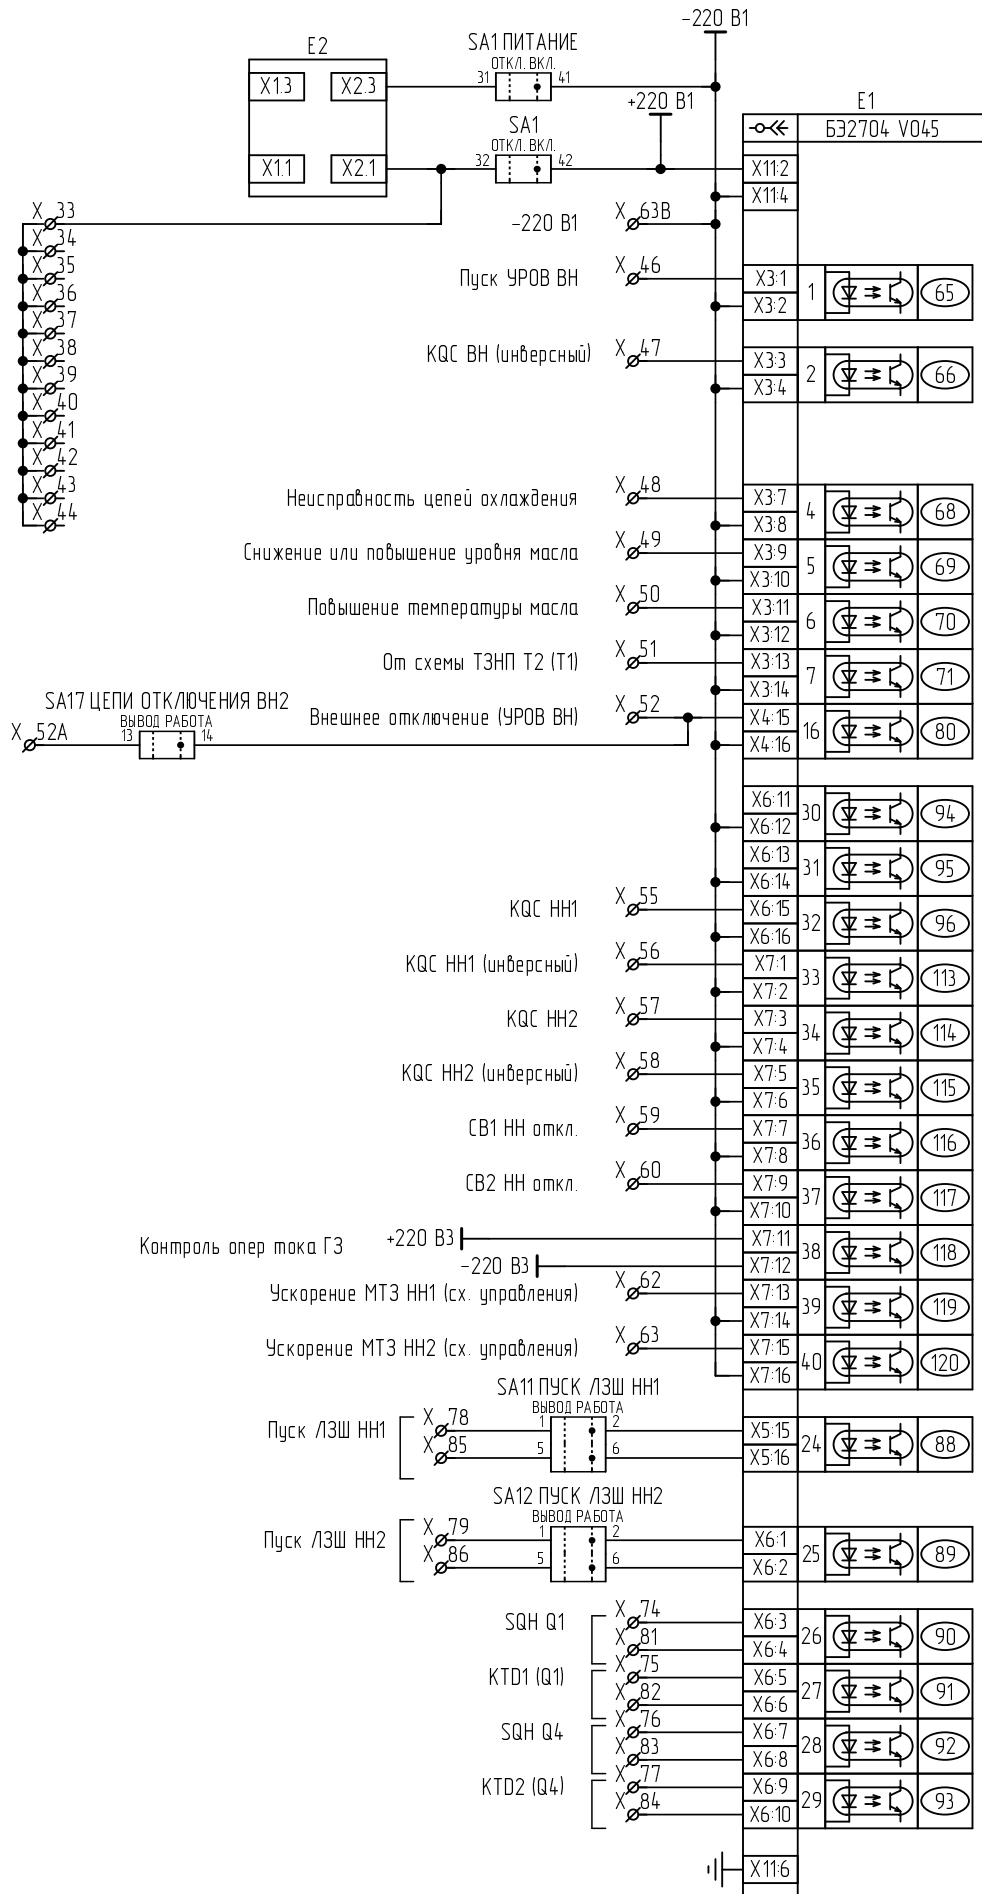 -220 В1
E2
SA1 ПИТАНИЕ
ОТКЛ. ВКЛ.
X1.3 X2.3 31 41
+220 В1
E1
SA1
БЭ2704 V045
ОТКЛ. ВКЛ.
X1.1 X2.1 32 42 X11:2
X11:4
X 33
-220 В1 X 63В
X 34
X 35
X 36
X 37
X 38
X 39
X 40
X 41
X 42
X 43
X 44
Пуск УРОВ ВН X 46 X3:1
X3:2
1 65
KQC ВН (инверсный) X 47 X3:3
X3:4
2 66
Неисправность цепей охлаждения X 48 X3:7
X3:8
4 68
Снижение или повышение уровня масла X 49 X3:9
X3:10
5 69
Повышение температуры масла X 50 X3:11
X3:12
6 70
От схемы ТЗНП Т2 (Т1) X 51 X3:13
X3:14
7 71
SA17 ЦЕПИ ОТКЛЮЧЕНИЯ ВН2
ВЫВОД РАБОТА
X 52А 13 14
Внешнее отключение (УРОВ ВН) X 52 X4:15
X4:16
16 80
X6:11
X6:12
30 94
X6:13
X6:14
31 95
KQC НН1 X 55 X6:15
X6:16
32 96
KQC НН1 (инверсный) X 56 X7:1
X7:2
33 113
KQC НН2 X 57 X7:3
X7:4
34 114
KQC НН2 (инверсный) X 58 X7:5
X7:6
35 115
СВ1 НН откл. X 59 X7:7
X7:8
36 116
СВ2 НН откл. X 60 X7:9
X7:10
37 117
Контроль опер тока ГЗ +220 В3 X7:11
-220 В3 X7:12
38 118
Ускорение МТЗ НН1 (сх. управления) X 62 X7:13
X7:14
39 119
Ускорение МТЗ НН2 (сх. управления) X 63 X7:15
X7:16
40 120
SA11 ПУСК ЛЗШ НН1
ВЫВОД РАБОТА
Пуск ЛЗШ НН1 X 78 1 2 X5:15
X 85 5 6 X5:16
24 88
SA12 ПУСК ЛЗШ НН2
ВЫВОД РАБОТА
Пуск ЛЗШ НН2 X 79 1 2 X6:1
X 86 5 6 X6:2
25 89
SQH Q1 X 74 X6:3
X 81 X6:4
26 90
KTD1 (Q1) X 75 X6:5
X 82 X6:6
27 91
SQH Q4 X 76 X6:7
X 83 X6:8
28 92
KTD2 (Q4) X 77 X6:9
X 84 X6:10
29 93
X11:6